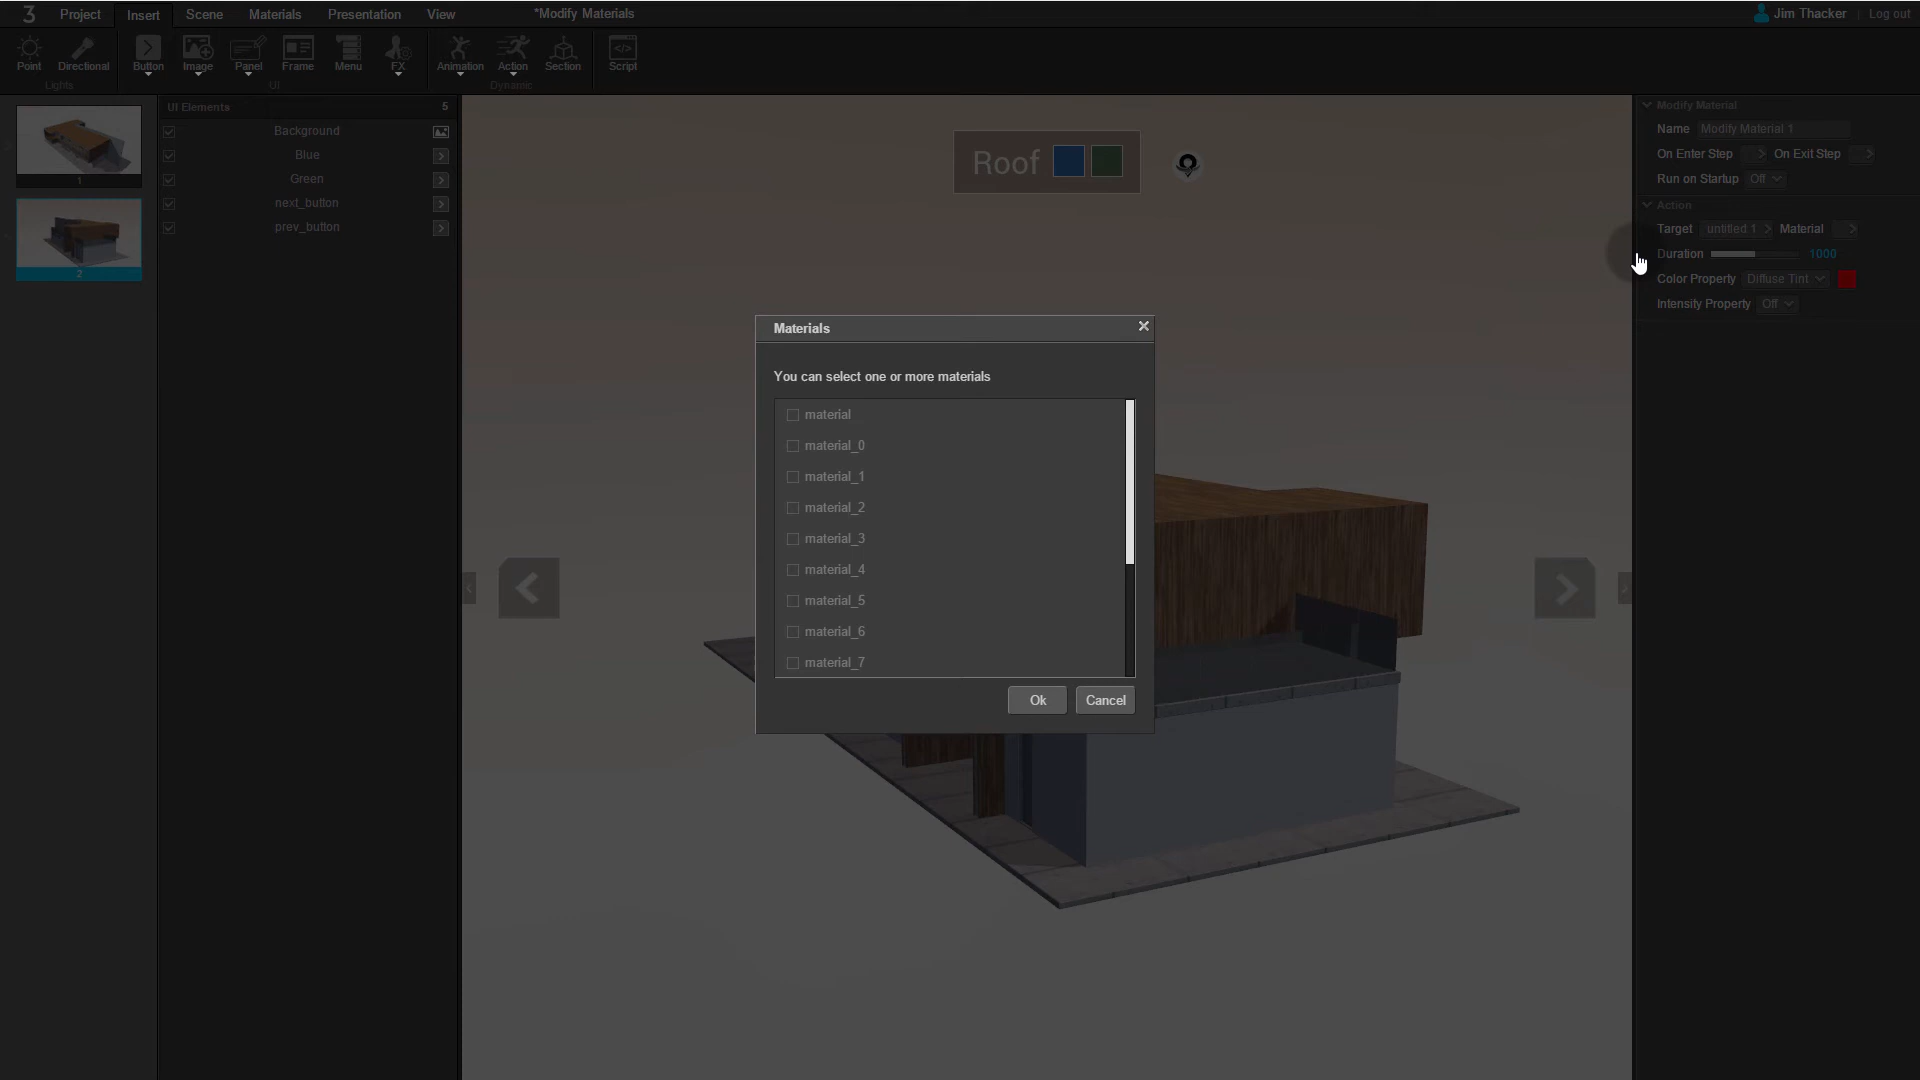 3 Project Insert Scene Materials Presentation View *Modify Materials Jim Thacker | Log out
Point Directional Button Image Panel Frame Menu FX Animation Action Section Script
Lights UI Dynamic
UI Elements 5
Background
Blue
Green
next_button
prev_button
1
2
Roof
Materials
You can select one or more materials
material
material_0
material_1
material_2
material_3
material_4
material_5
material_6
material_7
Ok Cancel
Modify Material
Name Modify Material 1
On Enter Step On Exit Step
Run on Startup Off
Action
Target untitled 1 Material
Duration 1000
Color Property Diffuse Tint
Intensity Property Off